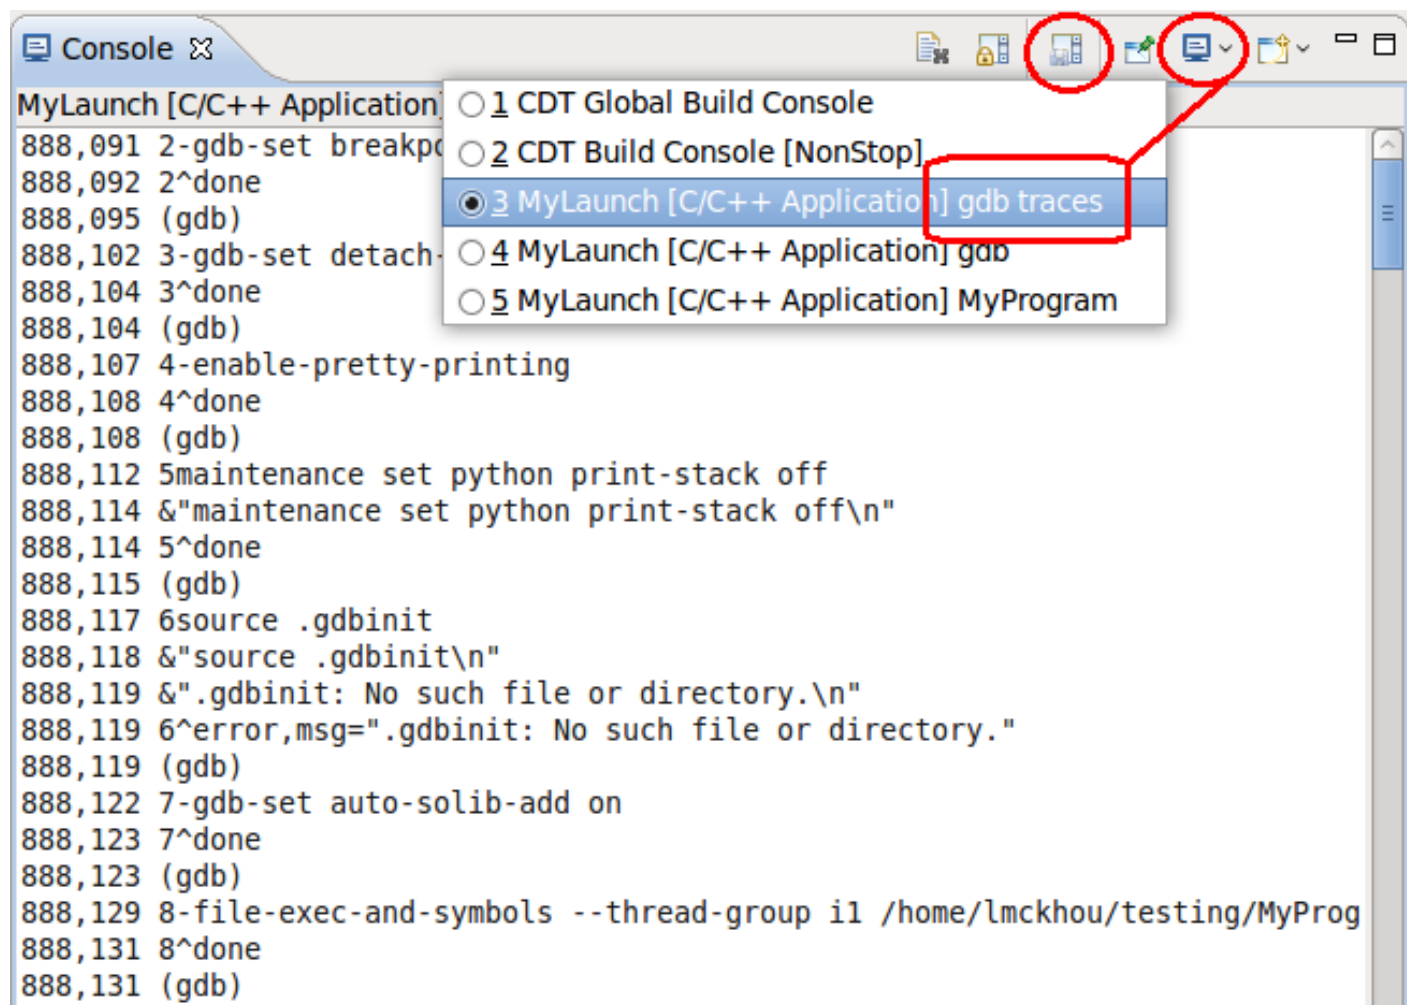 Console
MyLaunch [C/C++ Application]
1 CDT Global Build Console
2 CDT Build Console [NonStop]
3 MyLaunch [C/C++ Application] gdb traces
4 MyLaunch [C/C++ Application] gdb
5 MyLaunch [C/C++ Application] MyProgram
888,091 2-gdb-set breakpo
888,092 2^done
888,095 (gdb)
888,102 3-gdb-set detach-
888,104 3^done
888,104 (gdb)
888,107 4-enable-pretty-printing
888,108 4^done
888,108 (gdb)
888,112 5maintenance set python print-stack off
888,114 &"maintenance set python print-stack off\n"
888,114 5^done
888,115 (gdb)
888,117 6source .gdbinit
888,118 &"source .gdbinit\n"
888,119 &".gdbinit: No such file or directory.\n"
888,119 6^error,msg=".gdbinit: No such file or directory."
888,119 (gdb)
888,122 7-gdb-set auto-solib-add on
888,123 7^done
888,123 (gdb)
888,129 8-file-exec-and-symbols --thread-group i1 /home/lmckhou/testing/MyProg
888,131 8^done
888,131 (gdb)